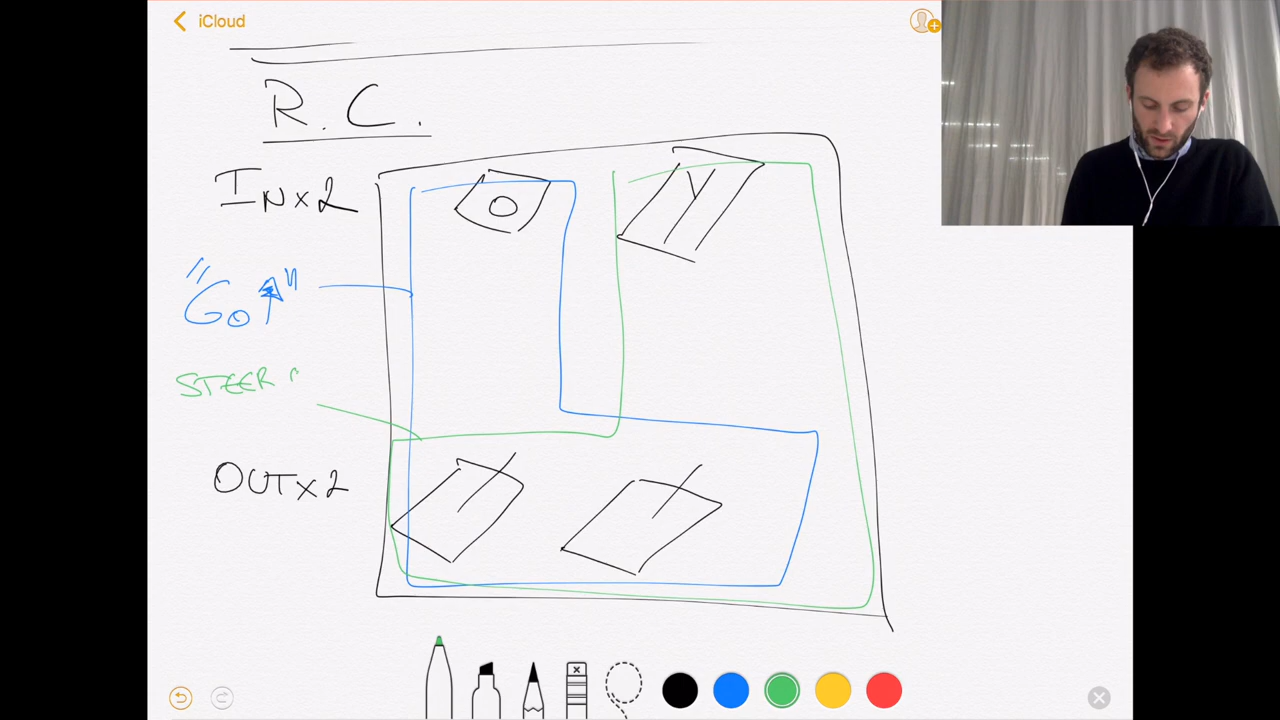 iCloud
R.C.
IN x 2
O
Y
"Go ↑"
STEER "
OUT x 2